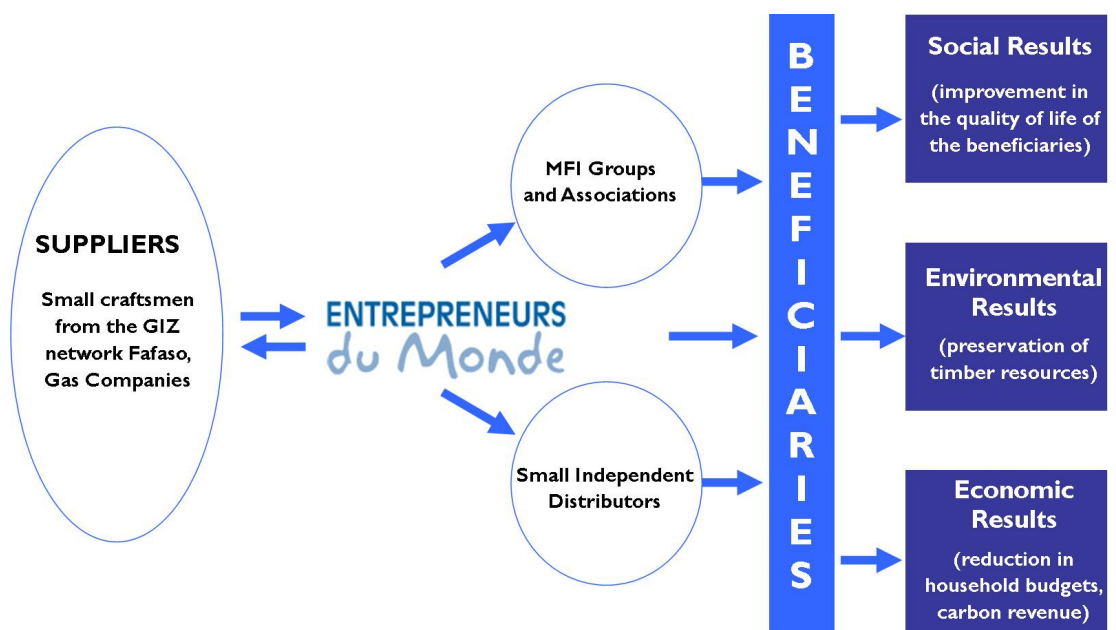 SUPPLIERS
Small craftsmen
from the GIZ
network Fafaso,
Gas Companies
ENTREPRENEURS
du Monde
MFI Groups
and Associations
Small Independent
Distributors
BENEFICIARIES
Social Results
(improvement in
the quality of life of
the beneficiaries)
Environmental
Results
(preservation of
timber resources)
Economic
Results
(reduction in
household budgets,
carbon revenue)